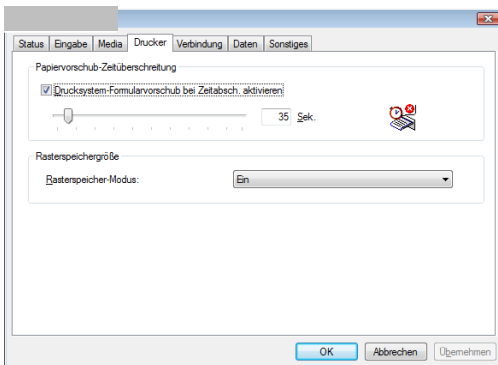 Status Eingabe Media Drucker Verbindung Daten Sonstiges
Papiervorschub-Zeitüberschreitung
Drucksystem-Formularvorschub bei Zeitabsch. aktivieren
35 Sek.
Rasterspeichergröße
Rasterspeicher-Modus: Ein
OK Abbrechen Übernehmen